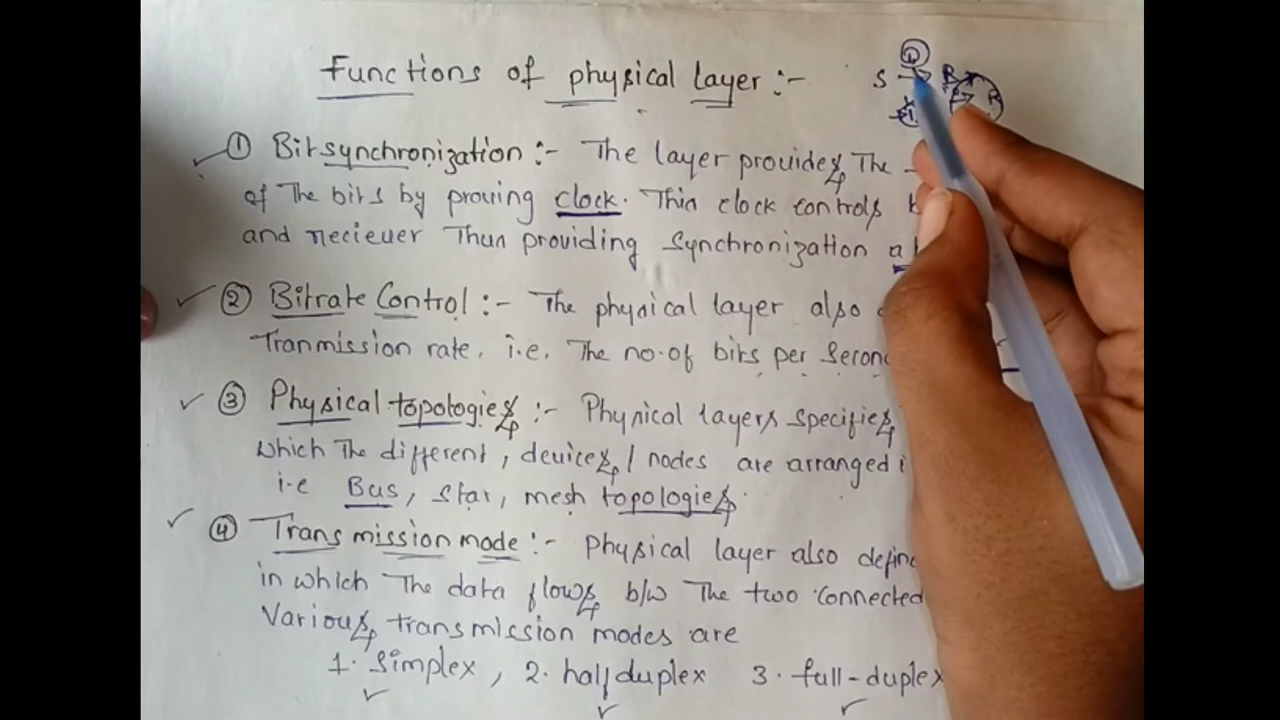 Functions of physical Layer :-
S → R
① Bitsynchronization :- The layer provides The
of The bits by proving clock. This clock controls
and reciever Thus providing Synchronization a
② Bitrate Control :- The physical layer also
Tranmission rate. i.e. The no.of bits per Second
③ Physical topologies :- Physical layers specifies
which The different, devices / nodes are arranged i
i.e Bus, Star, mesh topologies.
④ Transmission mode :- Physical layer also define
in which The data flows b/w The two connected
Various transmission modes are
1. Simplex, 2. half duplex 3. full-duplex